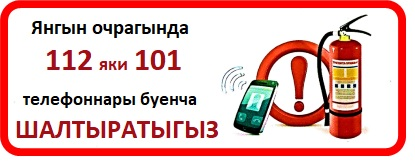 Янгын очрагында
112 яки 101
телефоннары буенча
ШАЛТЫРАТЫГЫЗ